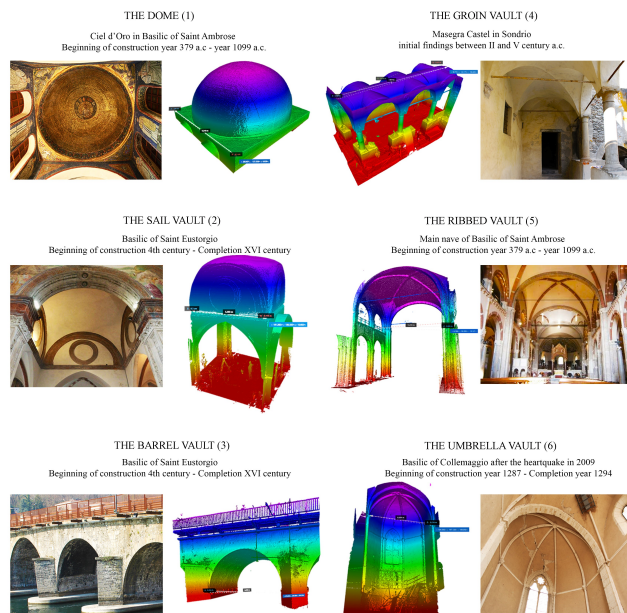 THE DOME (1)
Ciel d'Oro in Basilic of Saint Ambrose
Beginning of construction year 379 a.c - year 1099 a.c.
THE GROIN VAULT (4)
Masegra Castel in Sondrio
initial findings between II and V century a.c.
THE SAIL VAULT (2)
Basilic of Saint Eustorgio
Beginning of construction 4th century - Completion XVI century
THE RIBBED VAULT (5)
Main nave of Basilic of Saint Ambrose
Beginning of construction year 379 a.c - year 1099 a.c.
THE BARREL VAULT (3)
Basilic of Saint Eustorgio
Beginning of construction 4th century - Completion XVI century
THE UMBRELLA VAULT (6)
Basilic of Collemaggio after the heartquake in 2009
Beginning of construction year 1287 - Completion year 1294